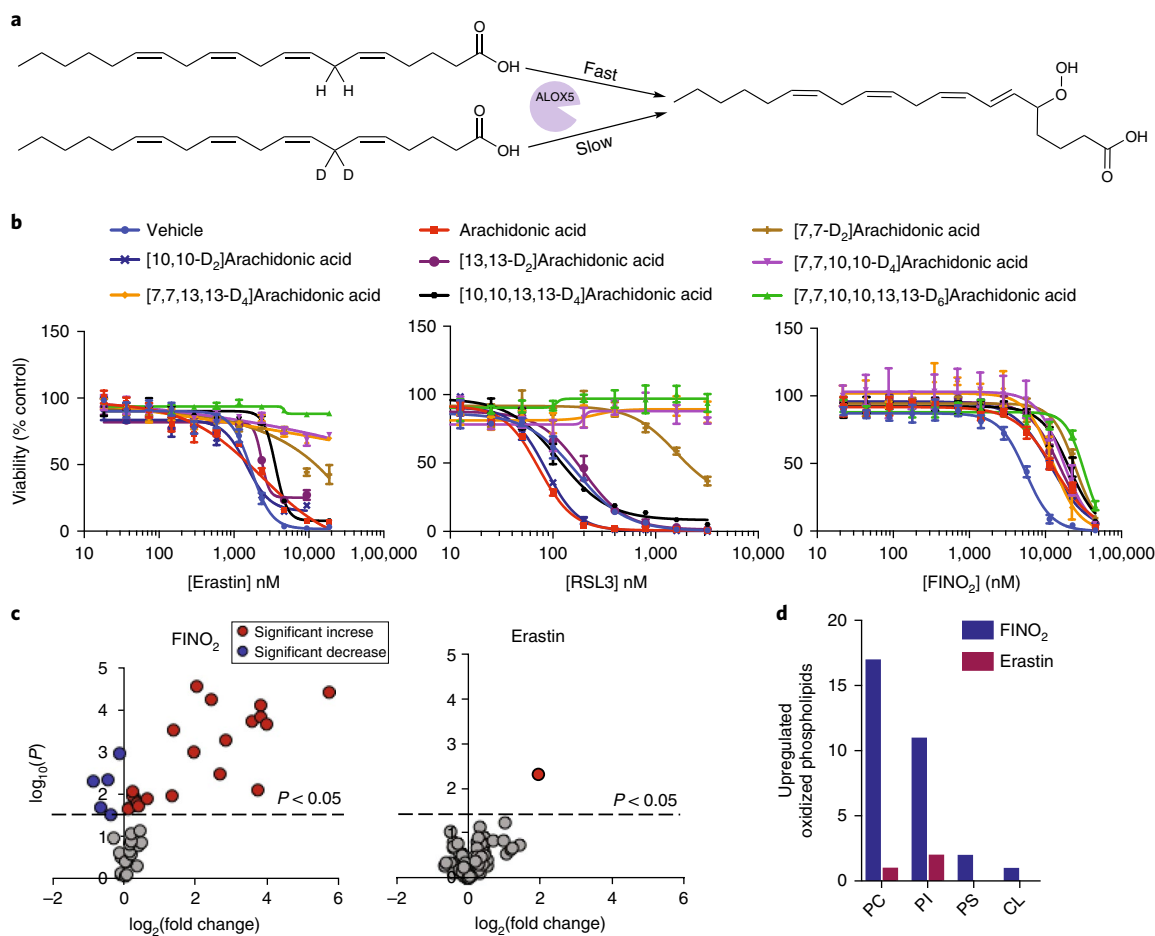 a
O
OH
H H
Fast
ALOX5
O
OH
D D
Slow
OH
O
OH
O
b
Vehicle
Arachidonic acid
[7,7-D2]Arachidonic acid
[10,10-D2]Arachidonic acid
[13,13-D2]Arachidonic acid
[7,7,10,10-D4]Arachidonic acid
[7,7,13,13-D4]Arachidonic acid
[10,10,13,13-D4]Arachidonic acid
[7,7,10,10,13,13-D6]Arachidonic acid
Viability (% control)
150
100
50
0
10 100 1,000 10,000 1,00,000
[Erastin] nM
150
100
50
0
10 100 1,000 10,000
[RSL3] nM
150
100
50
0
10 100 1,000 10,000 1,00,000
[FINO2] (nM)
c
FINO2
Significant increse
Significant decrease
log10(P)
5
4
3
2
1
0
P < 0.05
−2 0 2 4 6
log2(fold change)
Erastin
5
4
3
2
1
0
P < 0.05
−2 0 2 4 6
log2(fold change)
d
Upregulated
oxidized phospholipids
20
15
10
5
0
FINO2
Erastin
PC PI PS CL